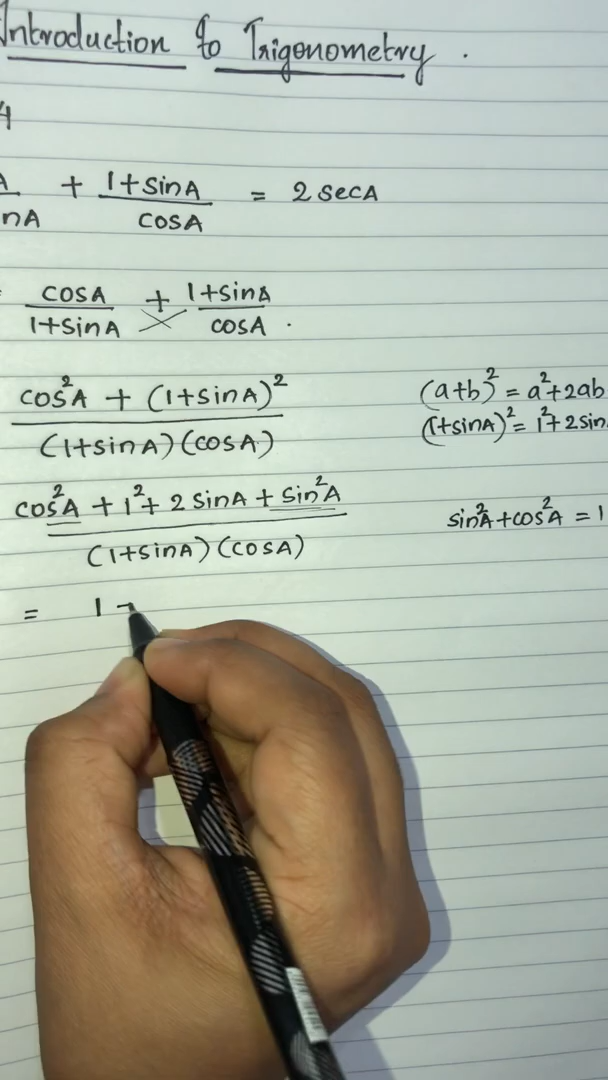 Introduction to Trigonometry.
4
A/nA + (1+sinA)/cosA = 2 secA
cosA/(1+sinA) + (1+sinA)/cosA.
(cos²A + (1+sinA)²)/((1+sinA)(cosA))
(a+b)² = a²+2ab
(1+sinA)² = 1²+2sin
(cos²A + 1² + 2 sinA + sin²A)/((1+sinA)(cosA))
sin²A+cos²A = 1
= 1